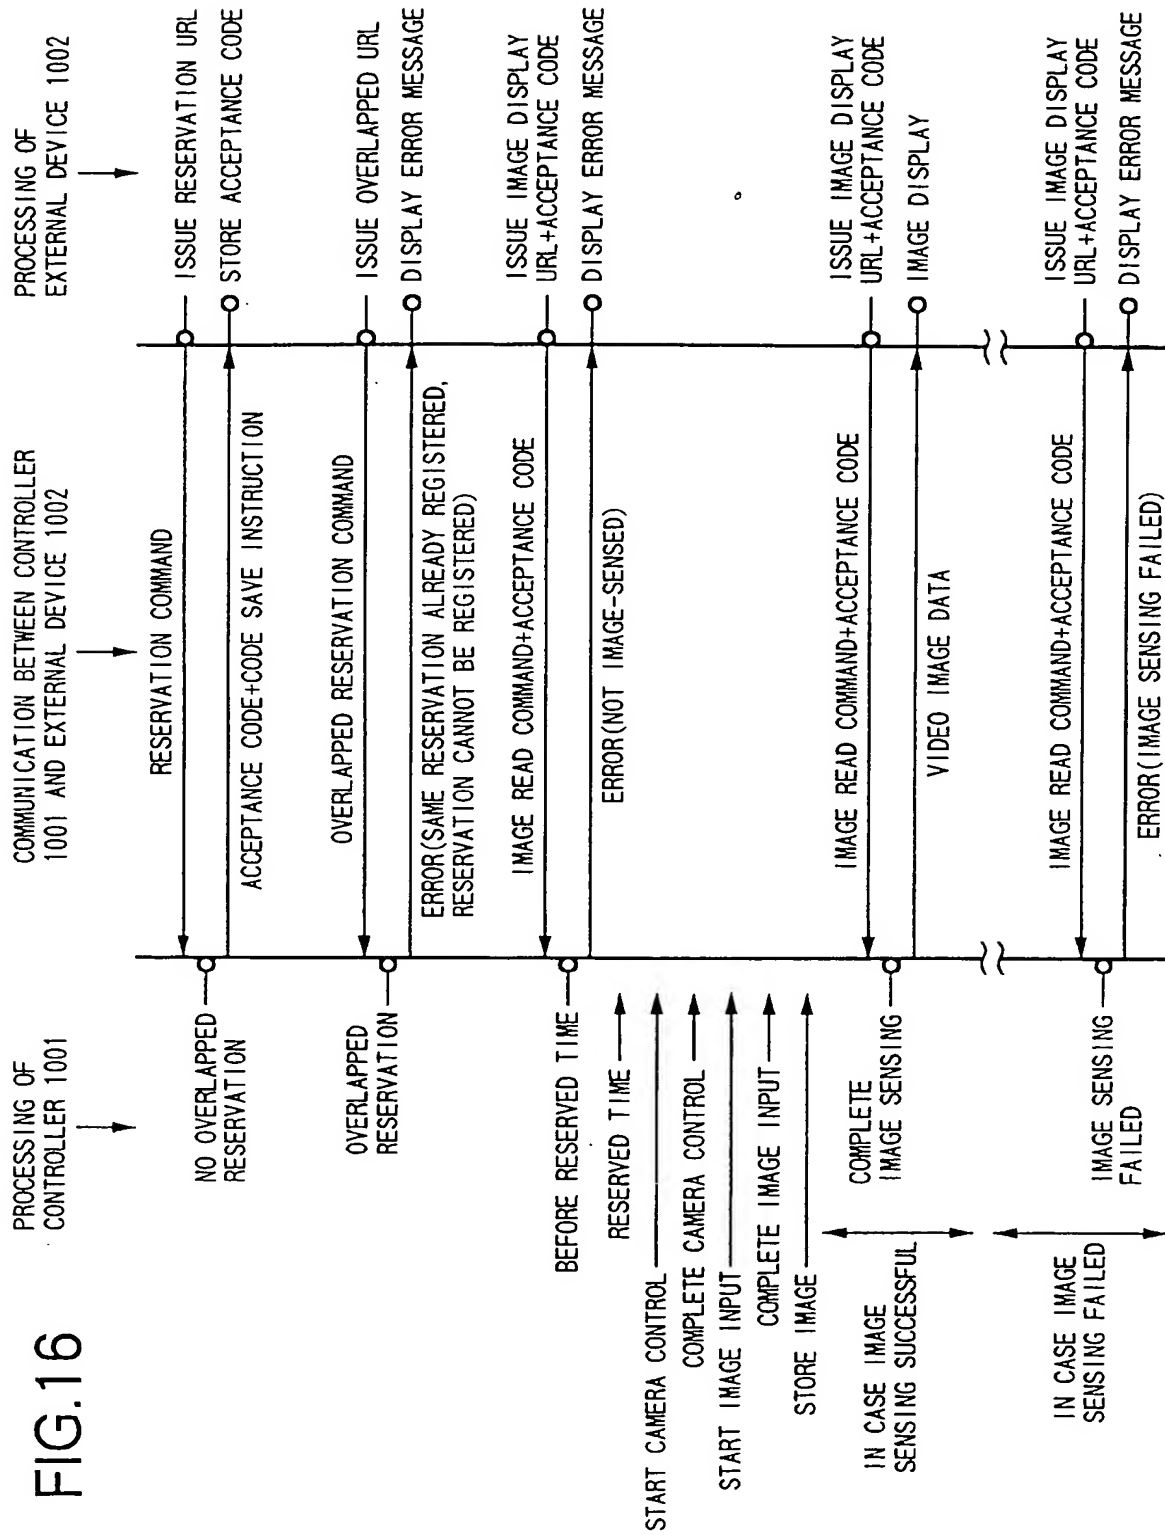 FIG.16
PROCESSING OF
CONTROLLER 1001
COMMUNICATION BETWEEN CONTROLLER
1001 AND EXTERNAL DEVICE 1002
PROCESSING OF
EXTERNAL DEVICE 1002
NO OVERLAPPED
RESERVATION
RESERVATION COMMAND
ISSUE RESERVATION URL
ACCEPTANCE CODE+CODE SAVE INSTRUCTION
STORE ACCEPTANCE CODE
OVERLAPPED
RESERVATION
OVERLAPPED RESERVATION COMMAND
ISSUE OVERLAPPED URL
ERROR(SAME RESERVATION ALREADY REGISTERED,
RESERVATION CANNOT BE REGISTERED)
DISPLAY ERROR MESSAGE
BEFORE RESERVED TIME
IMAGE READ COMMAND+ACCEPTANCE CODE
ISSUE IMAGE DISPLAY
URL+ACCEPTANCE CODE
ERROR(NOT IMAGE-SENSED)
DISPLAY ERROR MESSAGE
RESERVED TIME
START CAMERA CONTROL
COMPLETE CAMERA CONTROL
START IMAGE INPUT
COMPLETE IMAGE INPUT
STORE IMAGE
IN CASE IMAGE
SENSING SUCCESSFUL
COMPLETE
IMAGE SENSING
IMAGE READ COMMAND+ACCEPTANCE CODE
ISSUE IMAGE DISPLAY
URL+ACCEPTANCE CODE
VIDEO IMAGE DATA
IMAGE DISPLAY
IN CASE IMAGE
SENSING FAILED
IMAGE SENSING
FAILED
IMAGE READ COMMAND+ACCEPTANCE CODE
ISSUE IMAGE DISPLAY
URL+ACCEPTANCE CODE
ERROR(IMAGE SENSING FAILED)
DISPLAY ERROR MESSAGE